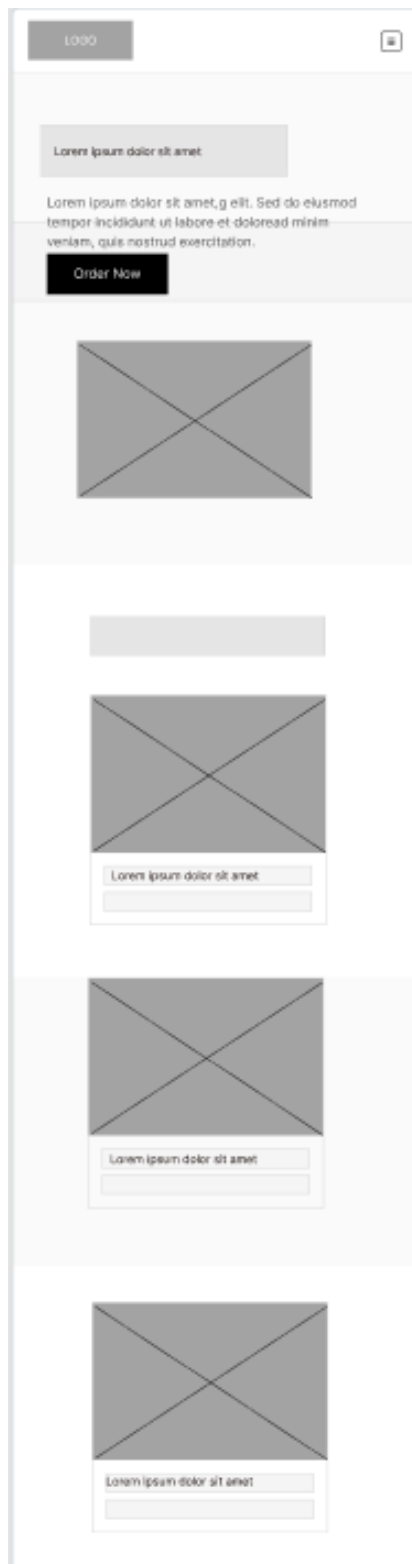 LOGO
Lorem ipsum dolor sit amet
Lorem ipsum dolor sit amet,g elit. Sed do eiusmod
tempor incididunt ut labore et doloread minim
veniam, quis nostrud exercitation.
Order Now
Lorem ipsum dolor sit amet
Lorem ipsum dolor sit amet
Lorem ipsum dolor sit amet